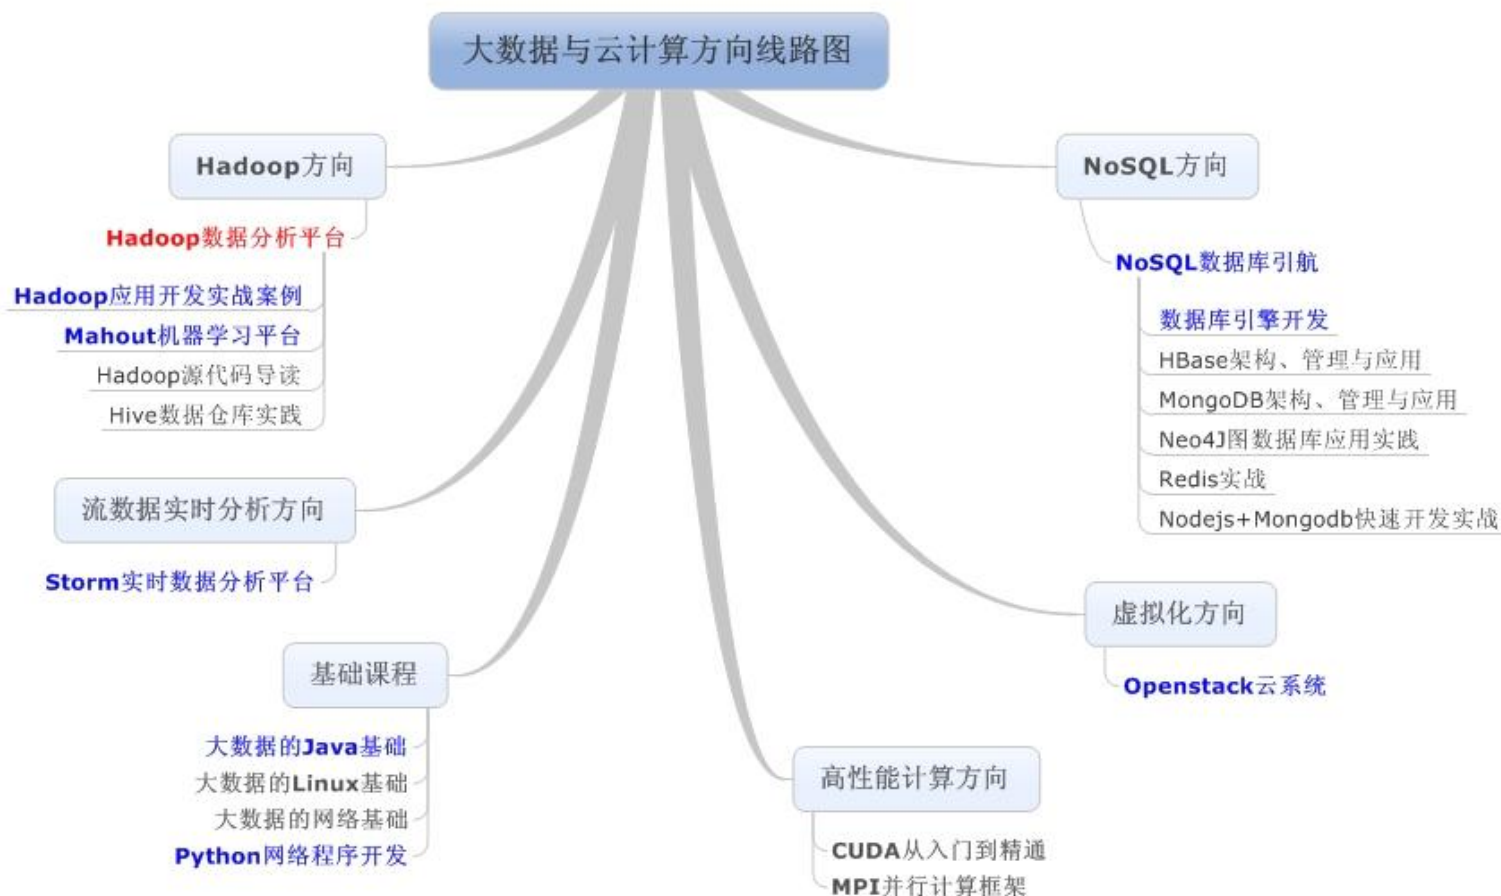 大数据与云计算方向线路图
Hadoop方向
Hadoop数据分析平台
Hadoop应用开发实战案例
Mahout机器学习平台
Hadoop源代码导读
Hive数据仓库实践
流数据实时分析方向
Storm实时数据分析平台
基础课程
大数据的Java基础
大数据的Linux基础
大数据的网络基础
Python网络程序开发
NoSQL方向
NoSQL数据库引航
数据库引擎开发
HBase架构、管理与应用
MongoDB架构、管理与应用
Neo4J图数据库应用实践
Redis实战
Nodejs+Mongodb快速开发实战
虚拟化方向
Openstack云系统
高性能计算方向
CUDA从入门到精通
MPI并行计算框架